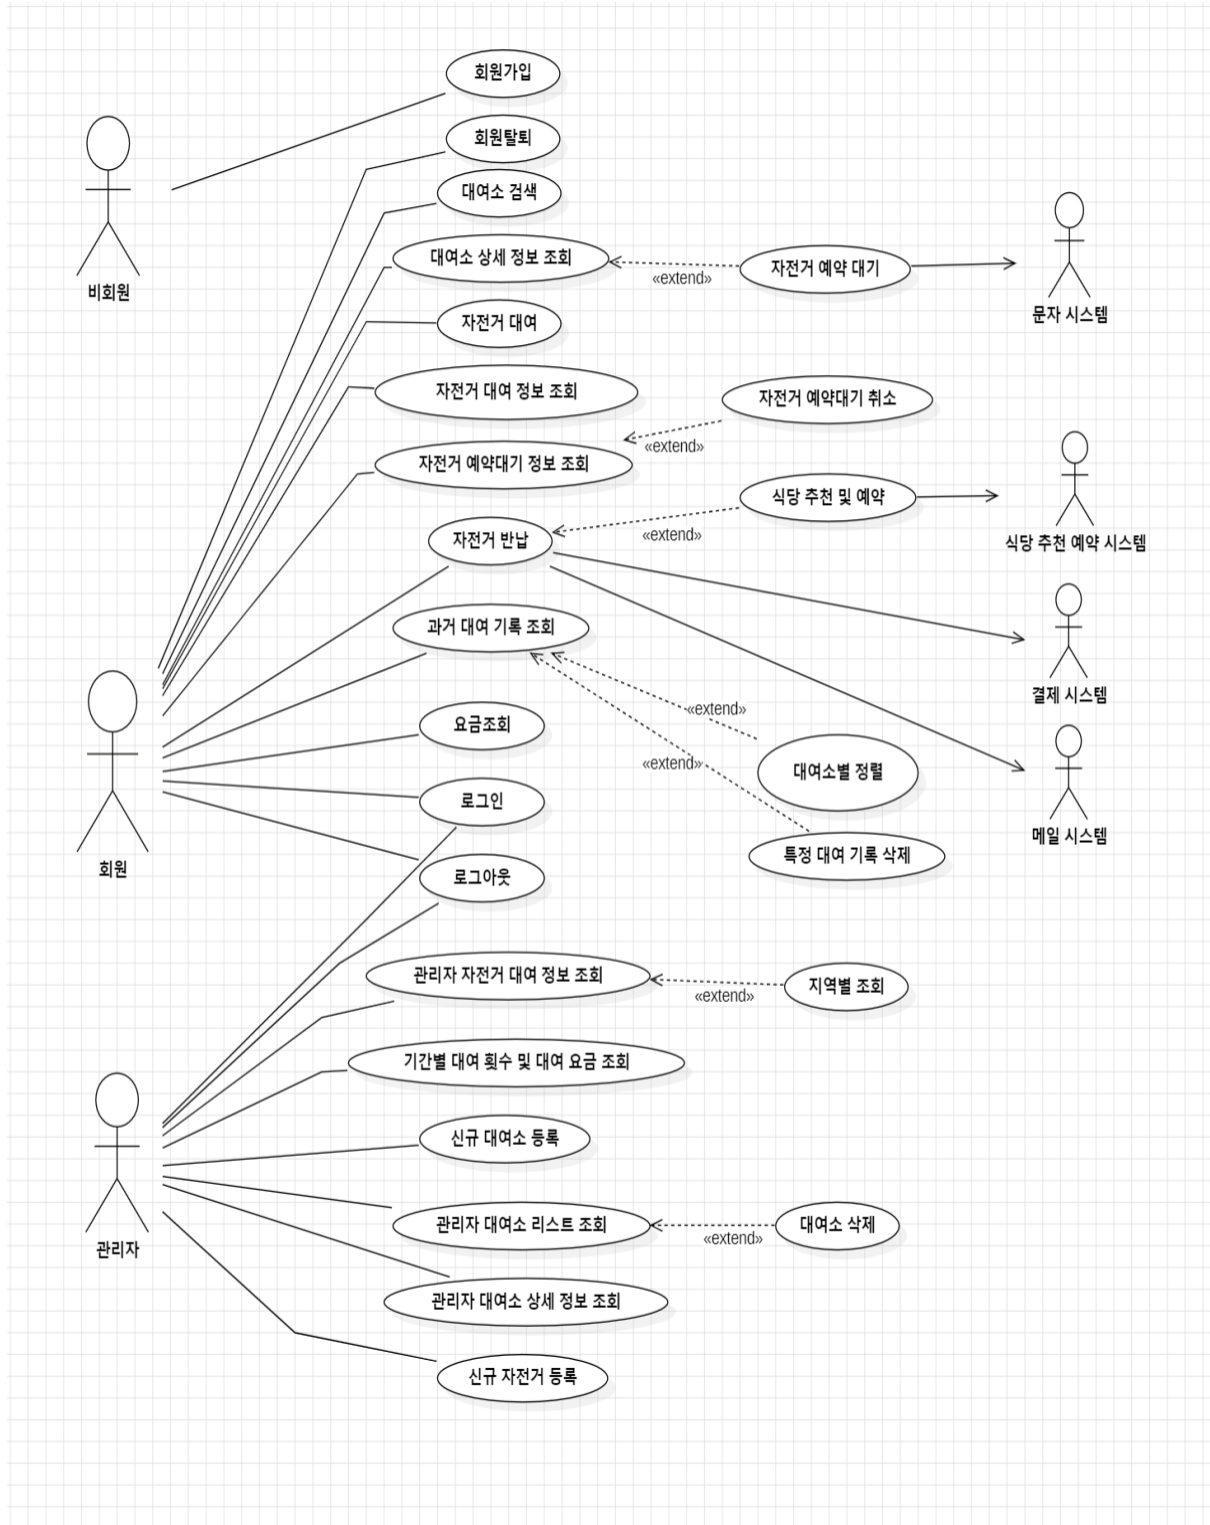 회원가입
회원탈퇴
비회원
대여소 검색
대여소 상세 정보 조회
«extend»
자전거 예약 대기
문자 시스템
자전거 대여
자전거 대여 정보 조회
자전거 예약대기 취소
«extend»
자전거 예약대기 정보 조회
식당 추천 및 예약
식당 추천 예약 시스템
«extend»
자전거 반납
과거 대여 기록 조회
결제 시스템
«extend»
요금조회
«extend»
대여소별 정렬
로그인
메일 시스템
특정 대여 기록 삭제
회원
로그아웃
관리자 자전거 대여 정보 조회
«extend»
지역별 조회
기간별 대여 횟수 및 대여 요금 조회
신규 대여소 등록
관리자 대여소 리스트 조회
«extend»
대여소 삭제
관리자
관리자 대여소 상세 정보 조회
신규 자전거 등록